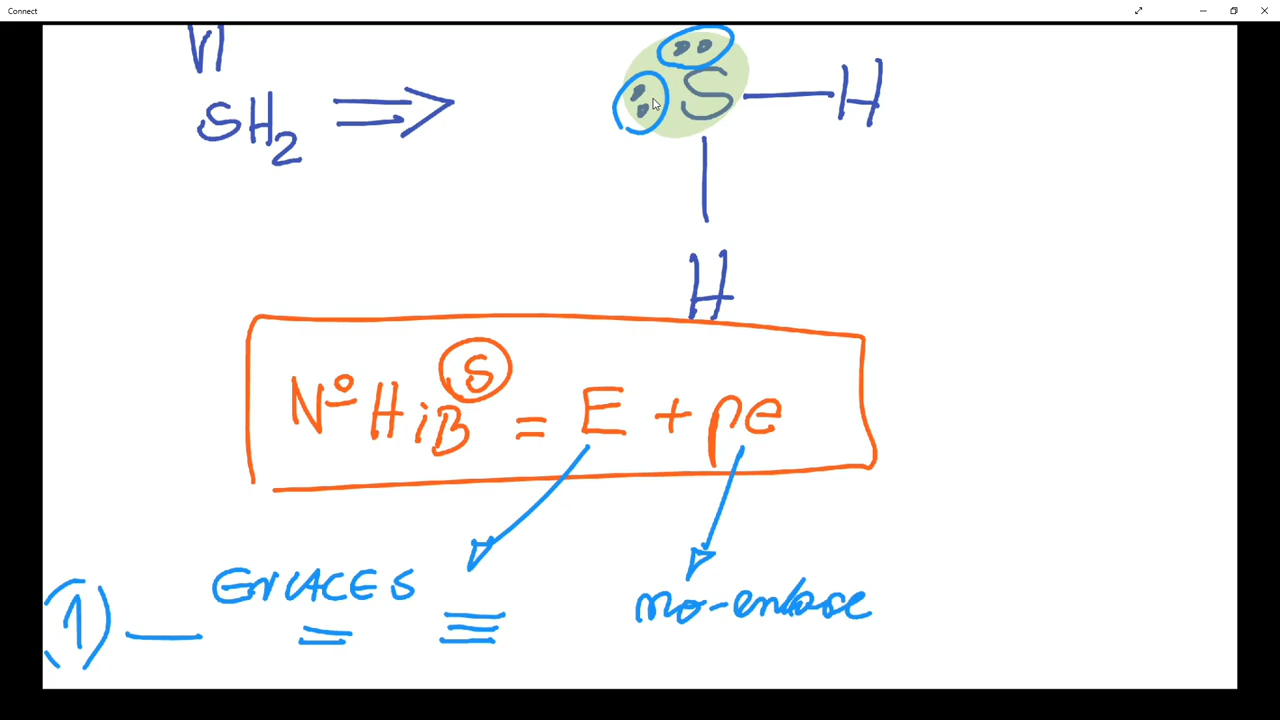 Connect
VI
SH2 ⇒ S — H
H
Nº HiB S = E + pe
ENLACES
no-enlace
1) — = ≡